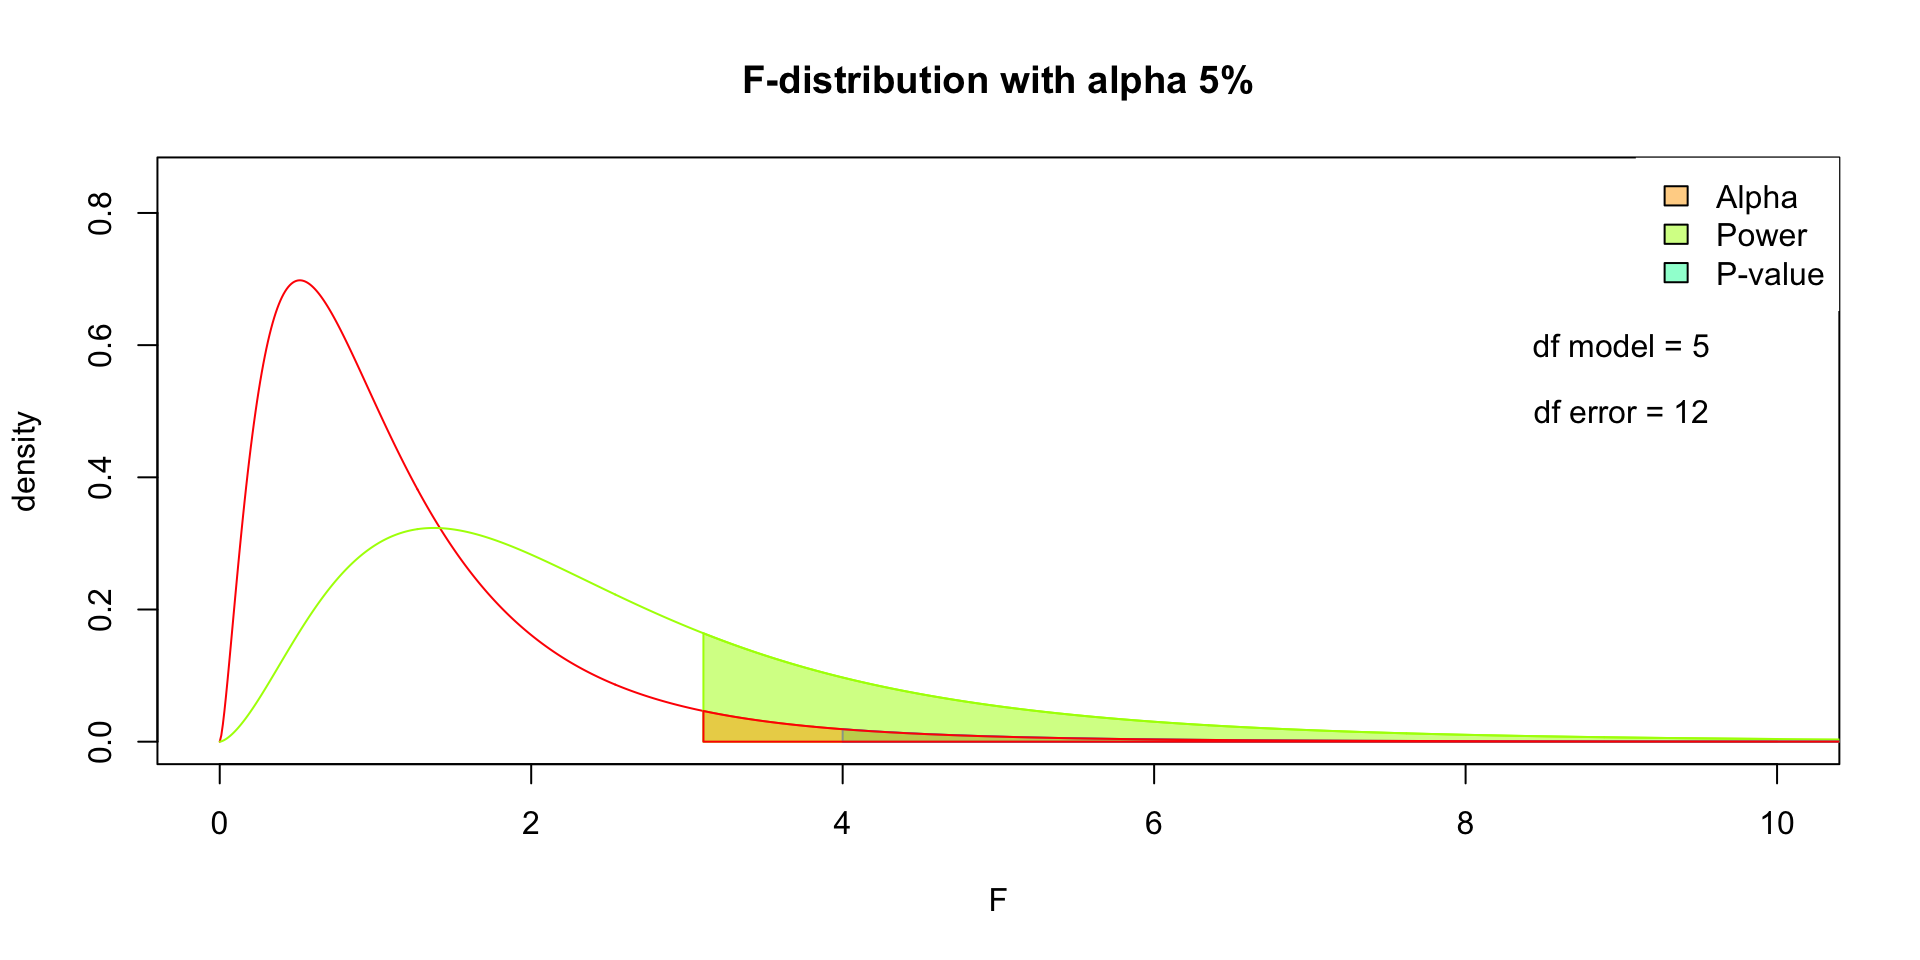 F-distribution with alpha 5%
Alpha
Power
P-value
df model = 5
df error = 12
density
0.8
0.6
0.4
0.2
0.0
0 2 4 6 8 10
F